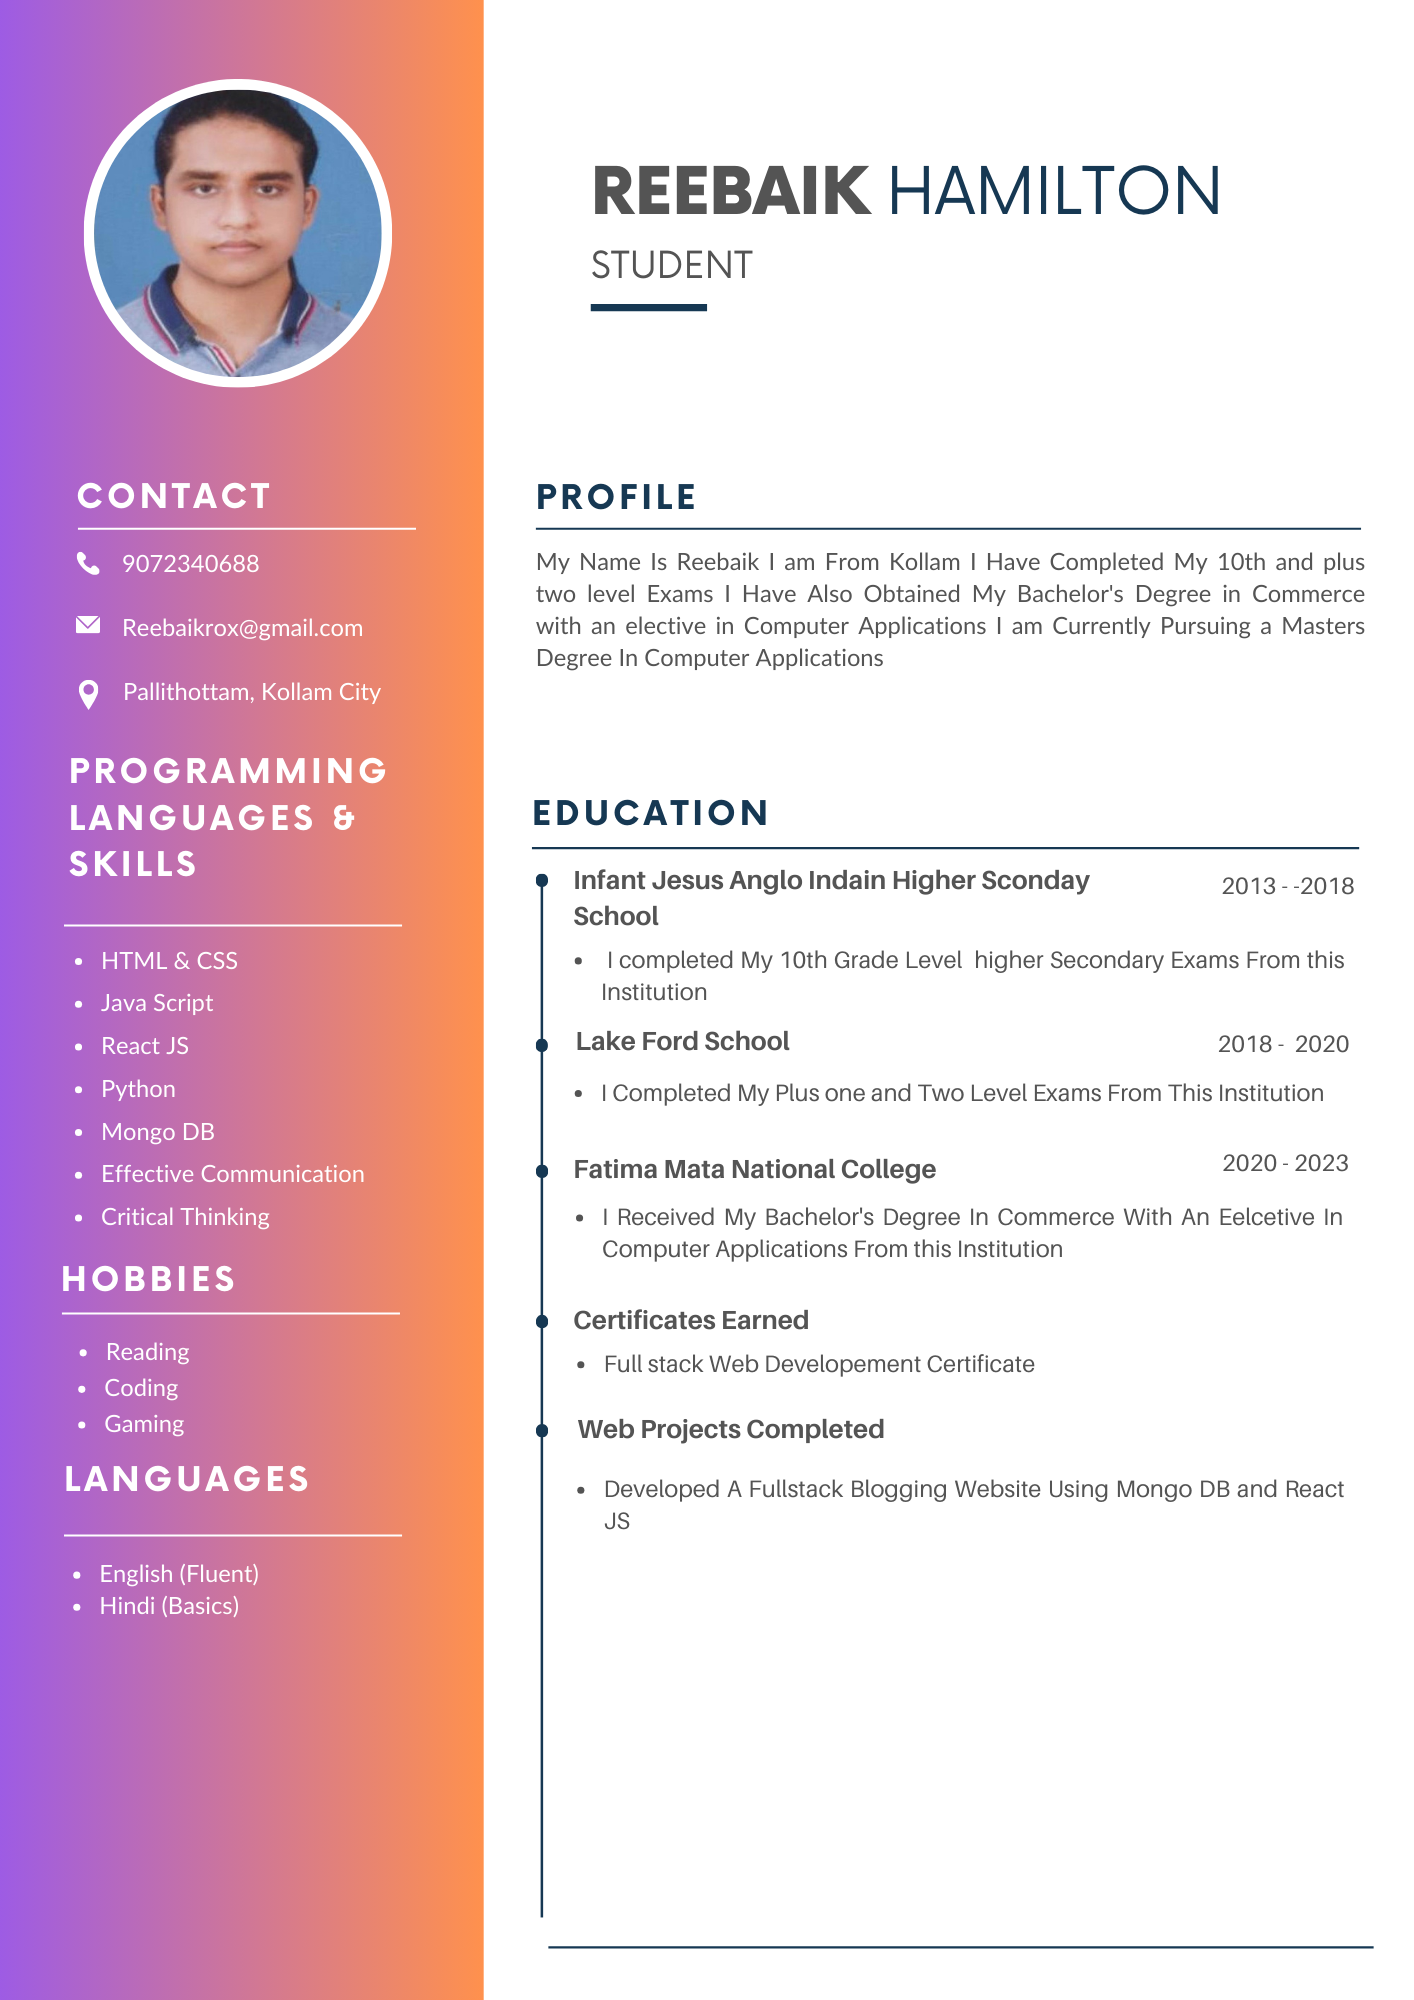 REEBAIK HAMILTON
STUDENT
CONTACT
9072340688
Reebaikrox@gmail.com
Pallithottam, Kollam City
PROGRAMMING
LANGUAGES &
SKILLS
• HTML & CSS
• Java Script
• React JS
• Python
• Mongo DB
• Effective Communication
• Critical Thinking
HOBBIES
• Reading
• Coding
• Gaming
LANGUAGES
• English (Fluent)
• Hindi (Basics)
PROFILE
My Name Is Reebaik I am From Kollam I Have Completed My 10th and plus
two level Exams I Have Also Obtained My Bachelor's Degree in Commerce
with an elective in Computer Applications I am Currently Pursuing a Masters
Degree In Computer Applications
EDUCATION
Infant Jesus Anglo Indain Higher Sconday
School
2013 - -2018
• I completed My 10th Grade Level higher Secondary Exams From this
Institution
Lake Ford School
2018 - 2020
• I Completed My Plus one and Two Level Exams From This Institution
Fatima Mata National College
2020 - 2023
• I Received My Bachelor's Degree In Commerce With An Eelcetive In
Computer Applications From this Institution
Certificates Earned
• Full stack Web Developement Certificate
Web Projects Completed
• Developed A Fullstack Blogging Website Using Mongo DB and React
JS